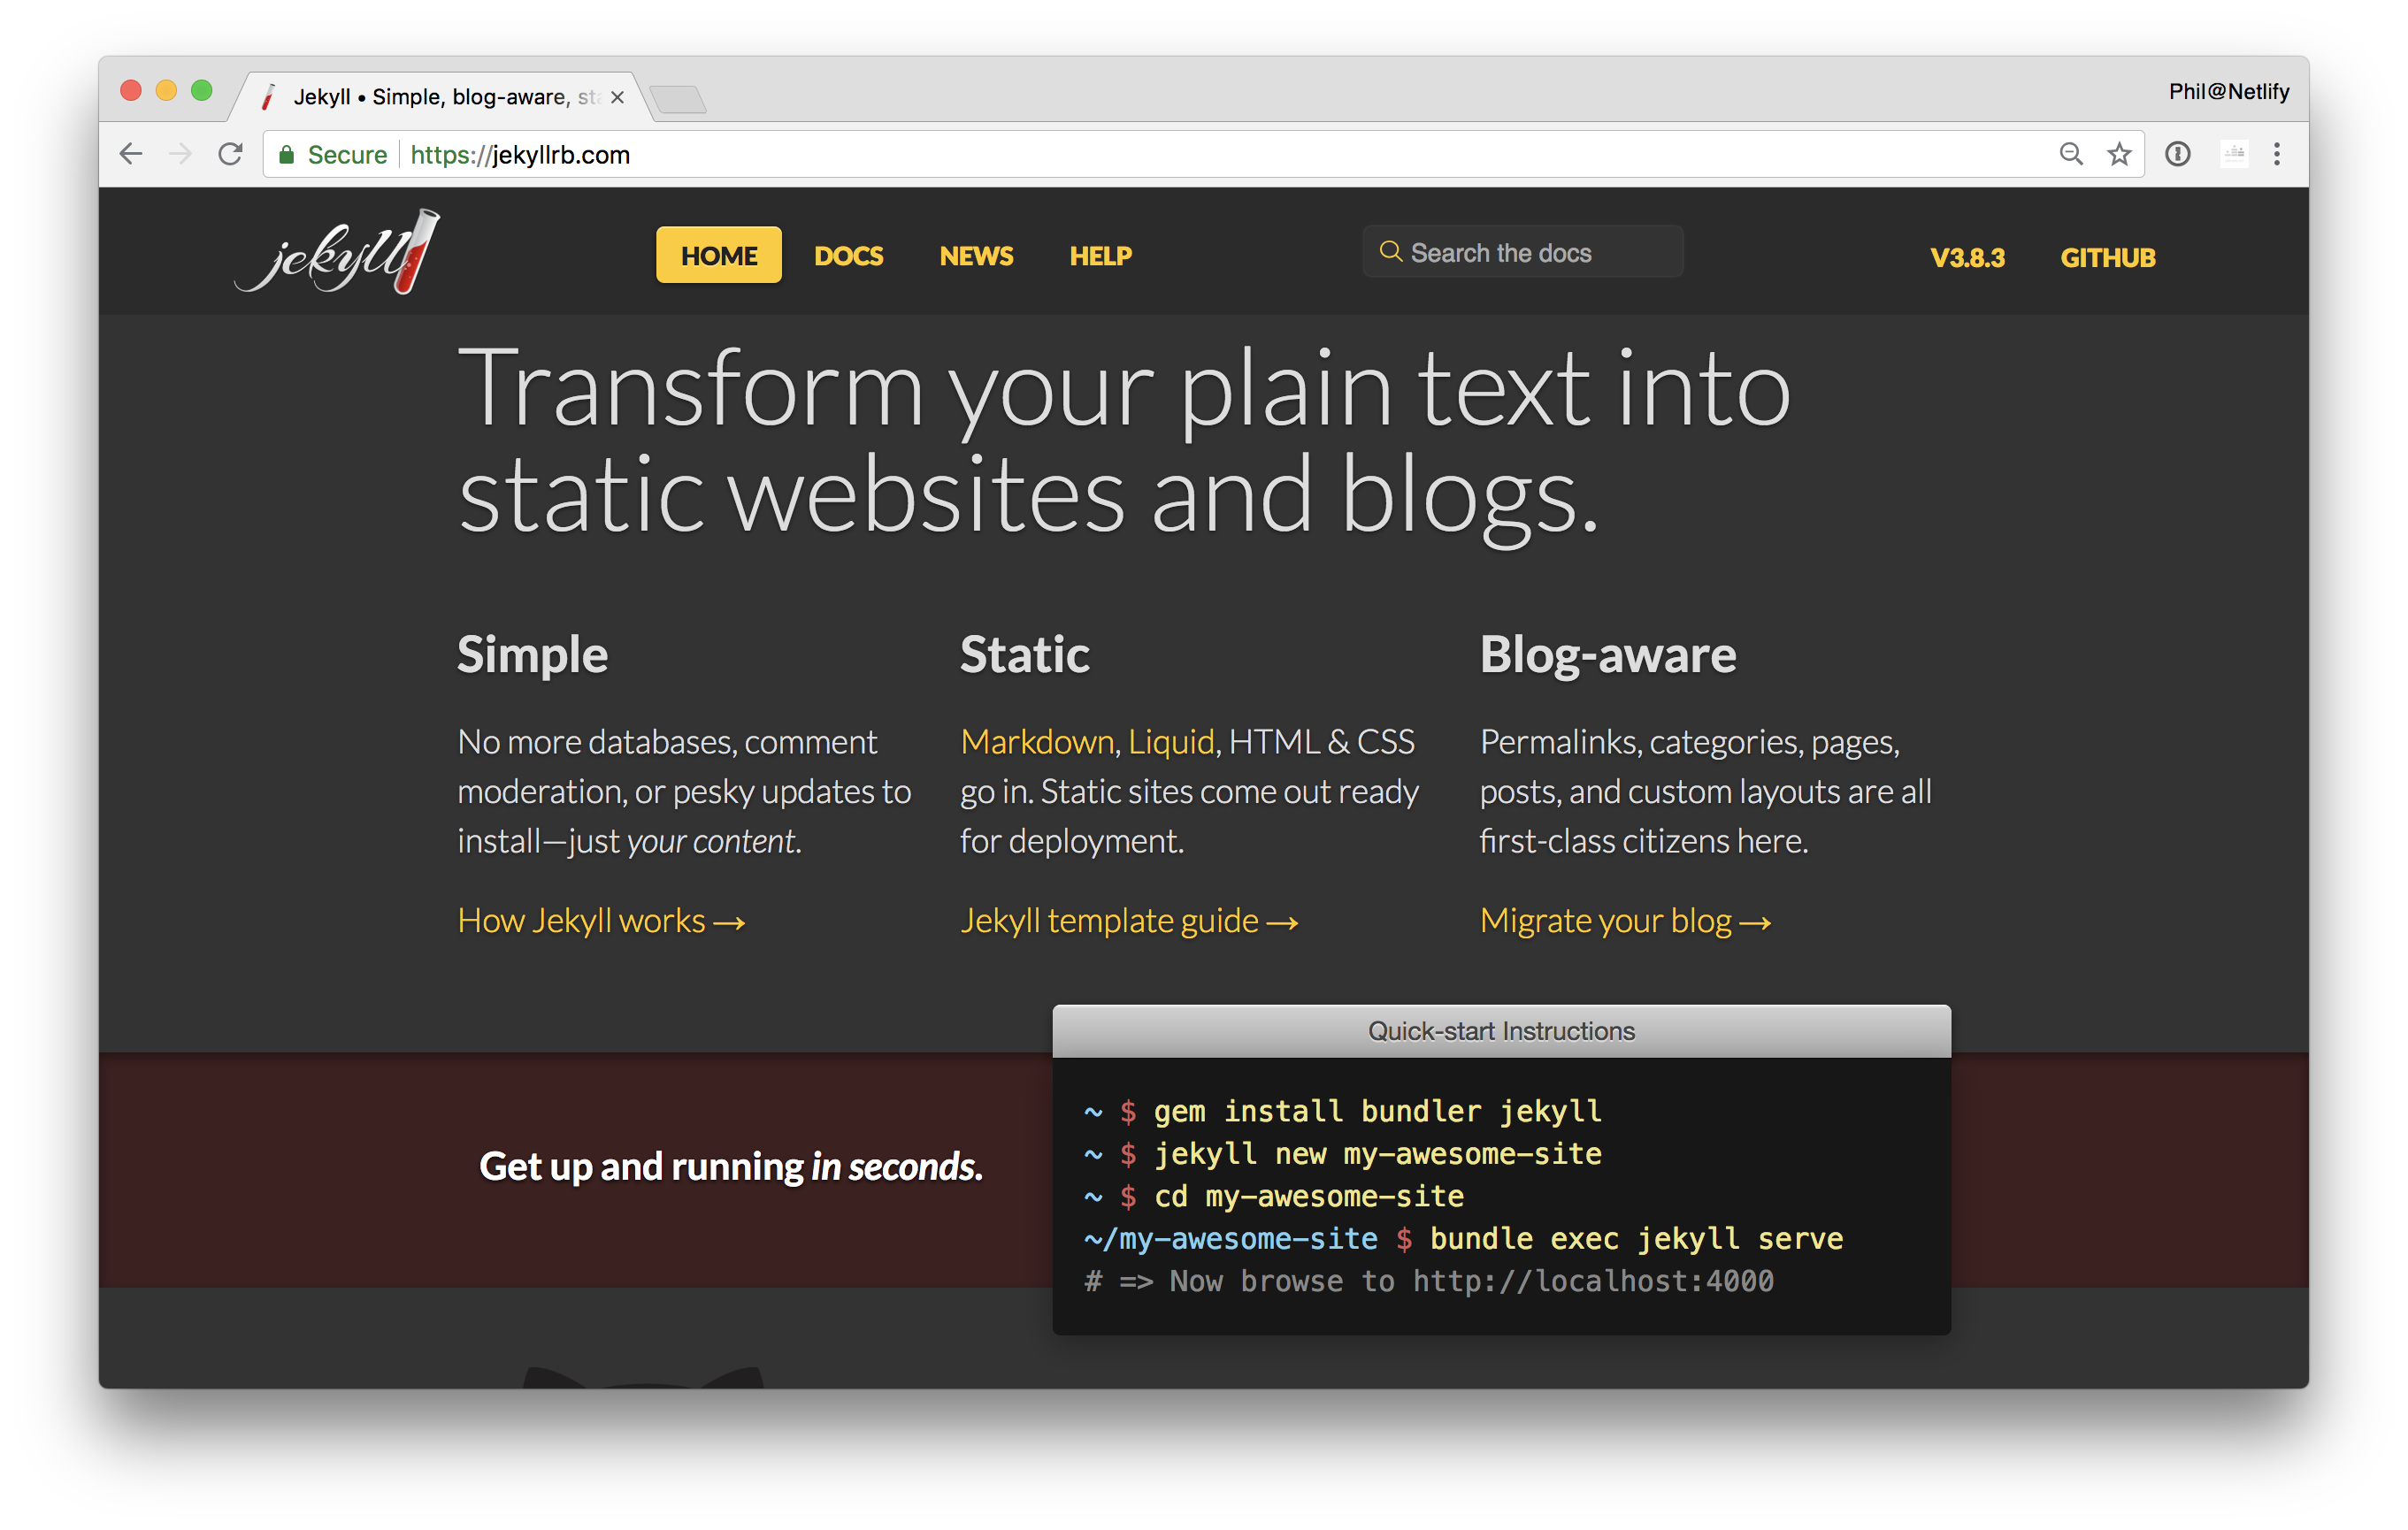 Jekyll • Simple, blog-aware, sta
Phil@Netlify
Secure https://jekyllrb.com
jekyll
HOME DOCS NEWS HELP
Search the docs
V3.8.3 GITHUB
Transform your plain text into
static websites and blogs.
Simple
No more databases, comment
moderation, or pesky updates to
install—just your content.
How Jekyll works →
Static
Markdown, Liquid, HTML & CSS
go in. Static sites come out ready
for deployment.
Jekyll template guide →
Blog-aware
Permalinks, categories, pages,
posts, and custom layouts are all
first-class citizens here.
Migrate your blog →
Get up and running in seconds.
Quick-start Instructions
~ $ gem install bundler jekyll
~ $ jekyll new my-awesome-site
~ $ cd my-awesome-site
~/my-awesome-site $ bundle exec jekyll serve
# => Now browse to http://localhost:4000